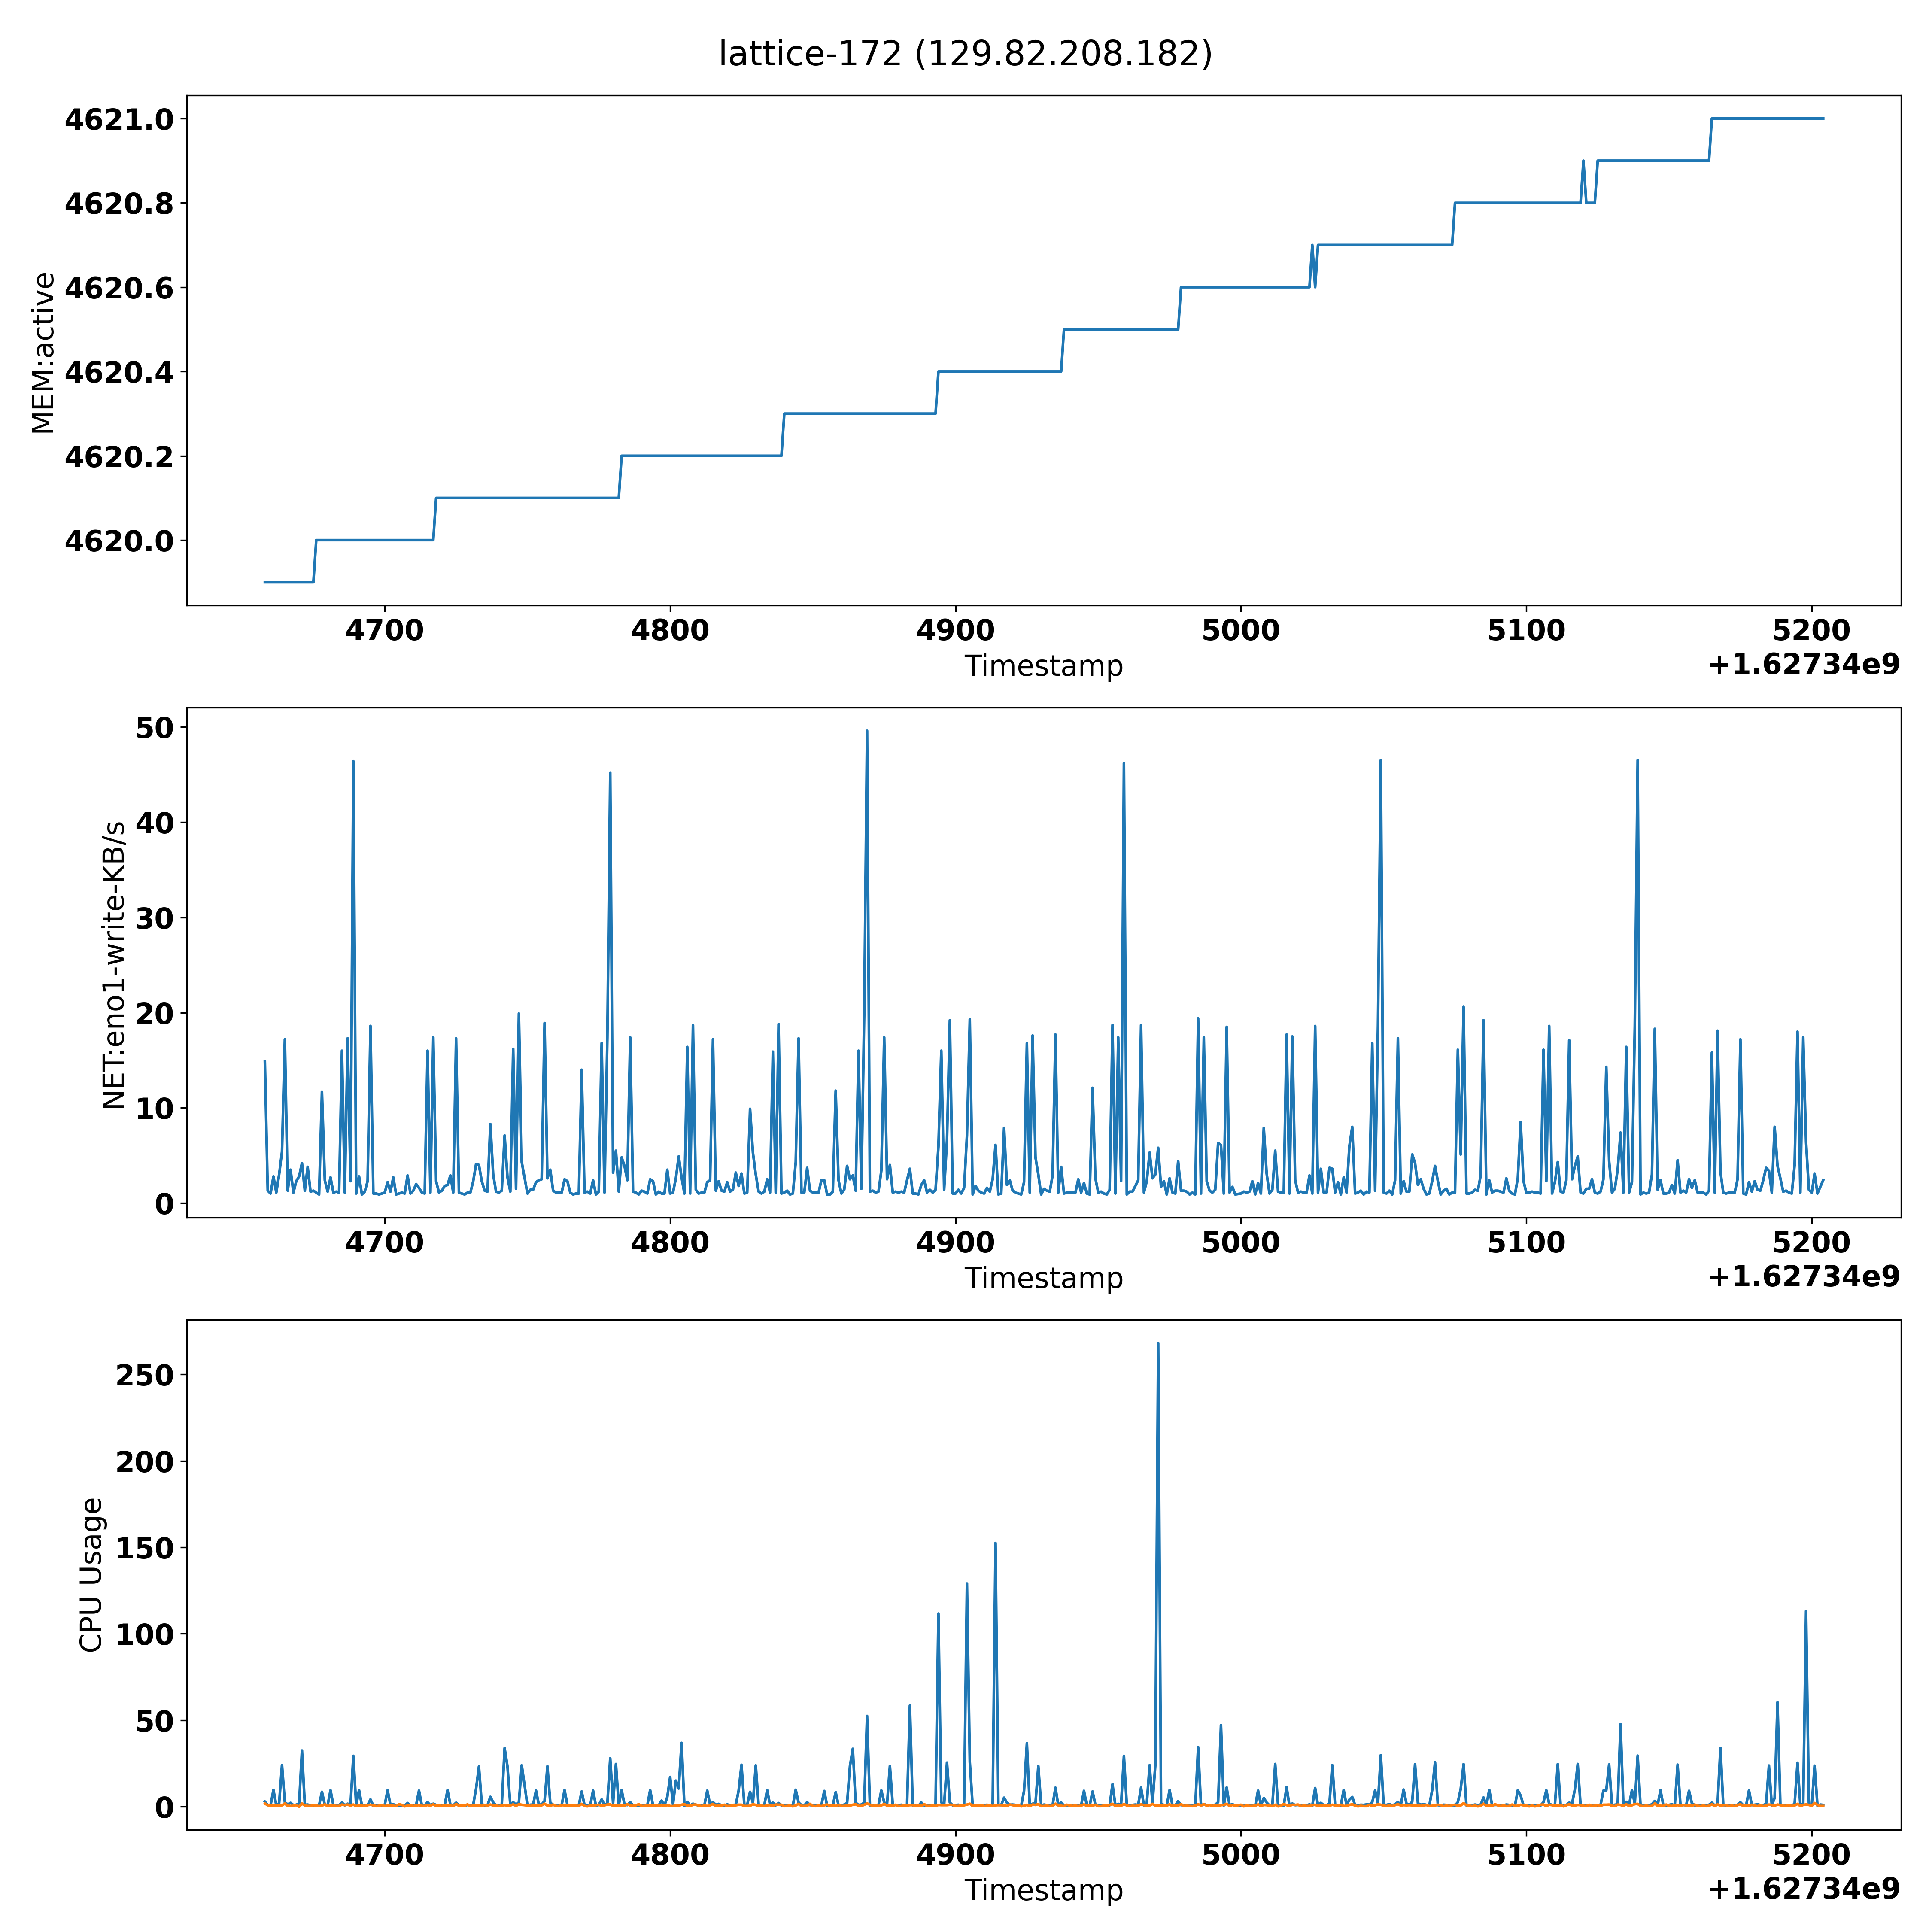 lattice-172 (129.82.208.182)
4621.0
4620.8
4620.6
4620.4
4620.2
4620.0
MEM:active
4700 4800 4900 5000 5100 5200
Timestamp
+1.62734e9
50
40
30
20
10
0
NET:eno1-write-KB/s
4700 4800 4900 5000 5100 5200
Timestamp
+1.62734e9
250
200
150
100
50
0
CPU Usage
4700 4800 4900 5000 5100 5200
Timestamp
+1.62734e9